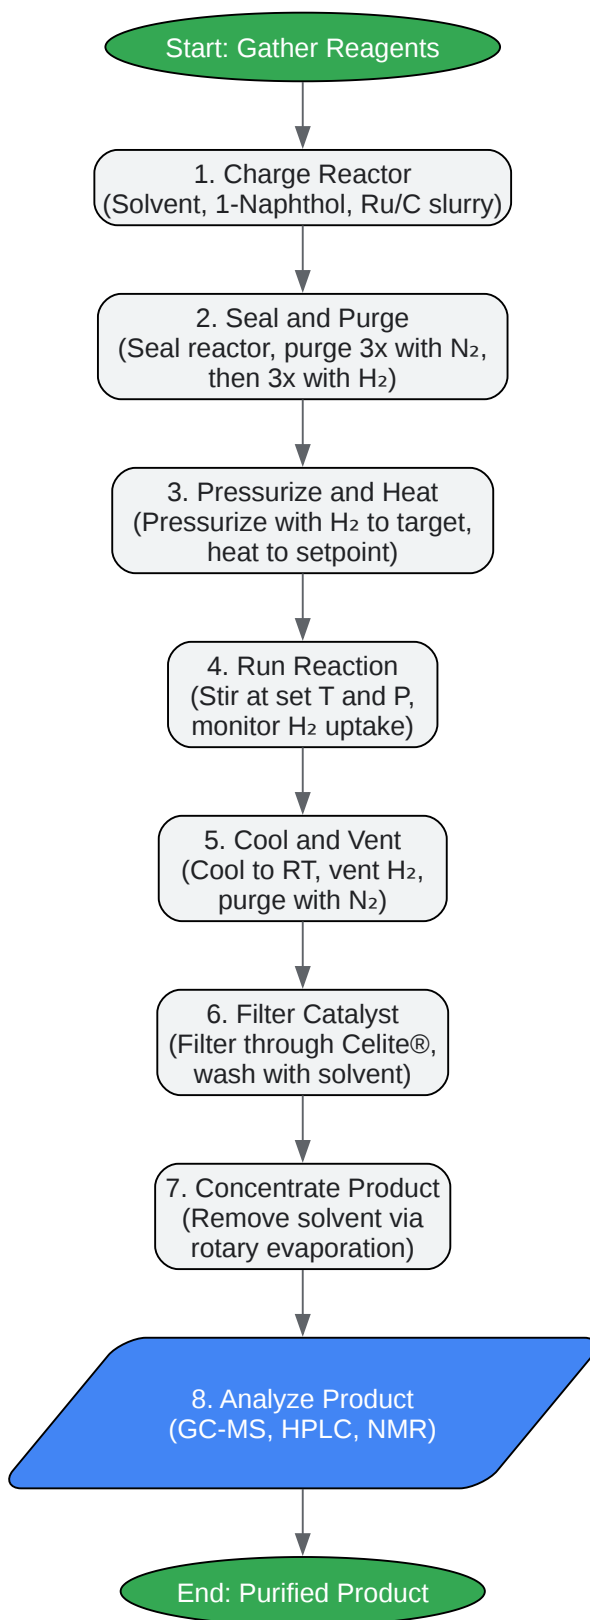 Start: Gather Reagents
1. Charge Reactor
(Solvent, 1-Naphthol, Ru/C slurry)
2. Seal and Purge
(Seal reactor, purge 3x with N₂,
then 3x with H₂)
3. Pressurize and Heat
(Pressurize with H₂ to target,
heat to setpoint)
4. Run Reaction
(Stir at set T and P,
monitor H₂ uptake)
5. Cool and Vent
(Cool to RT, vent H₂,
purge with N₂)
6. Filter Catalyst
(Filter through Celite®,
wash with solvent)
7. Concentrate Product
(Remove solvent via
rotary evaporation)
8. Analyze Product
(GC-MS, HPLC, NMR)
End: Purified Product